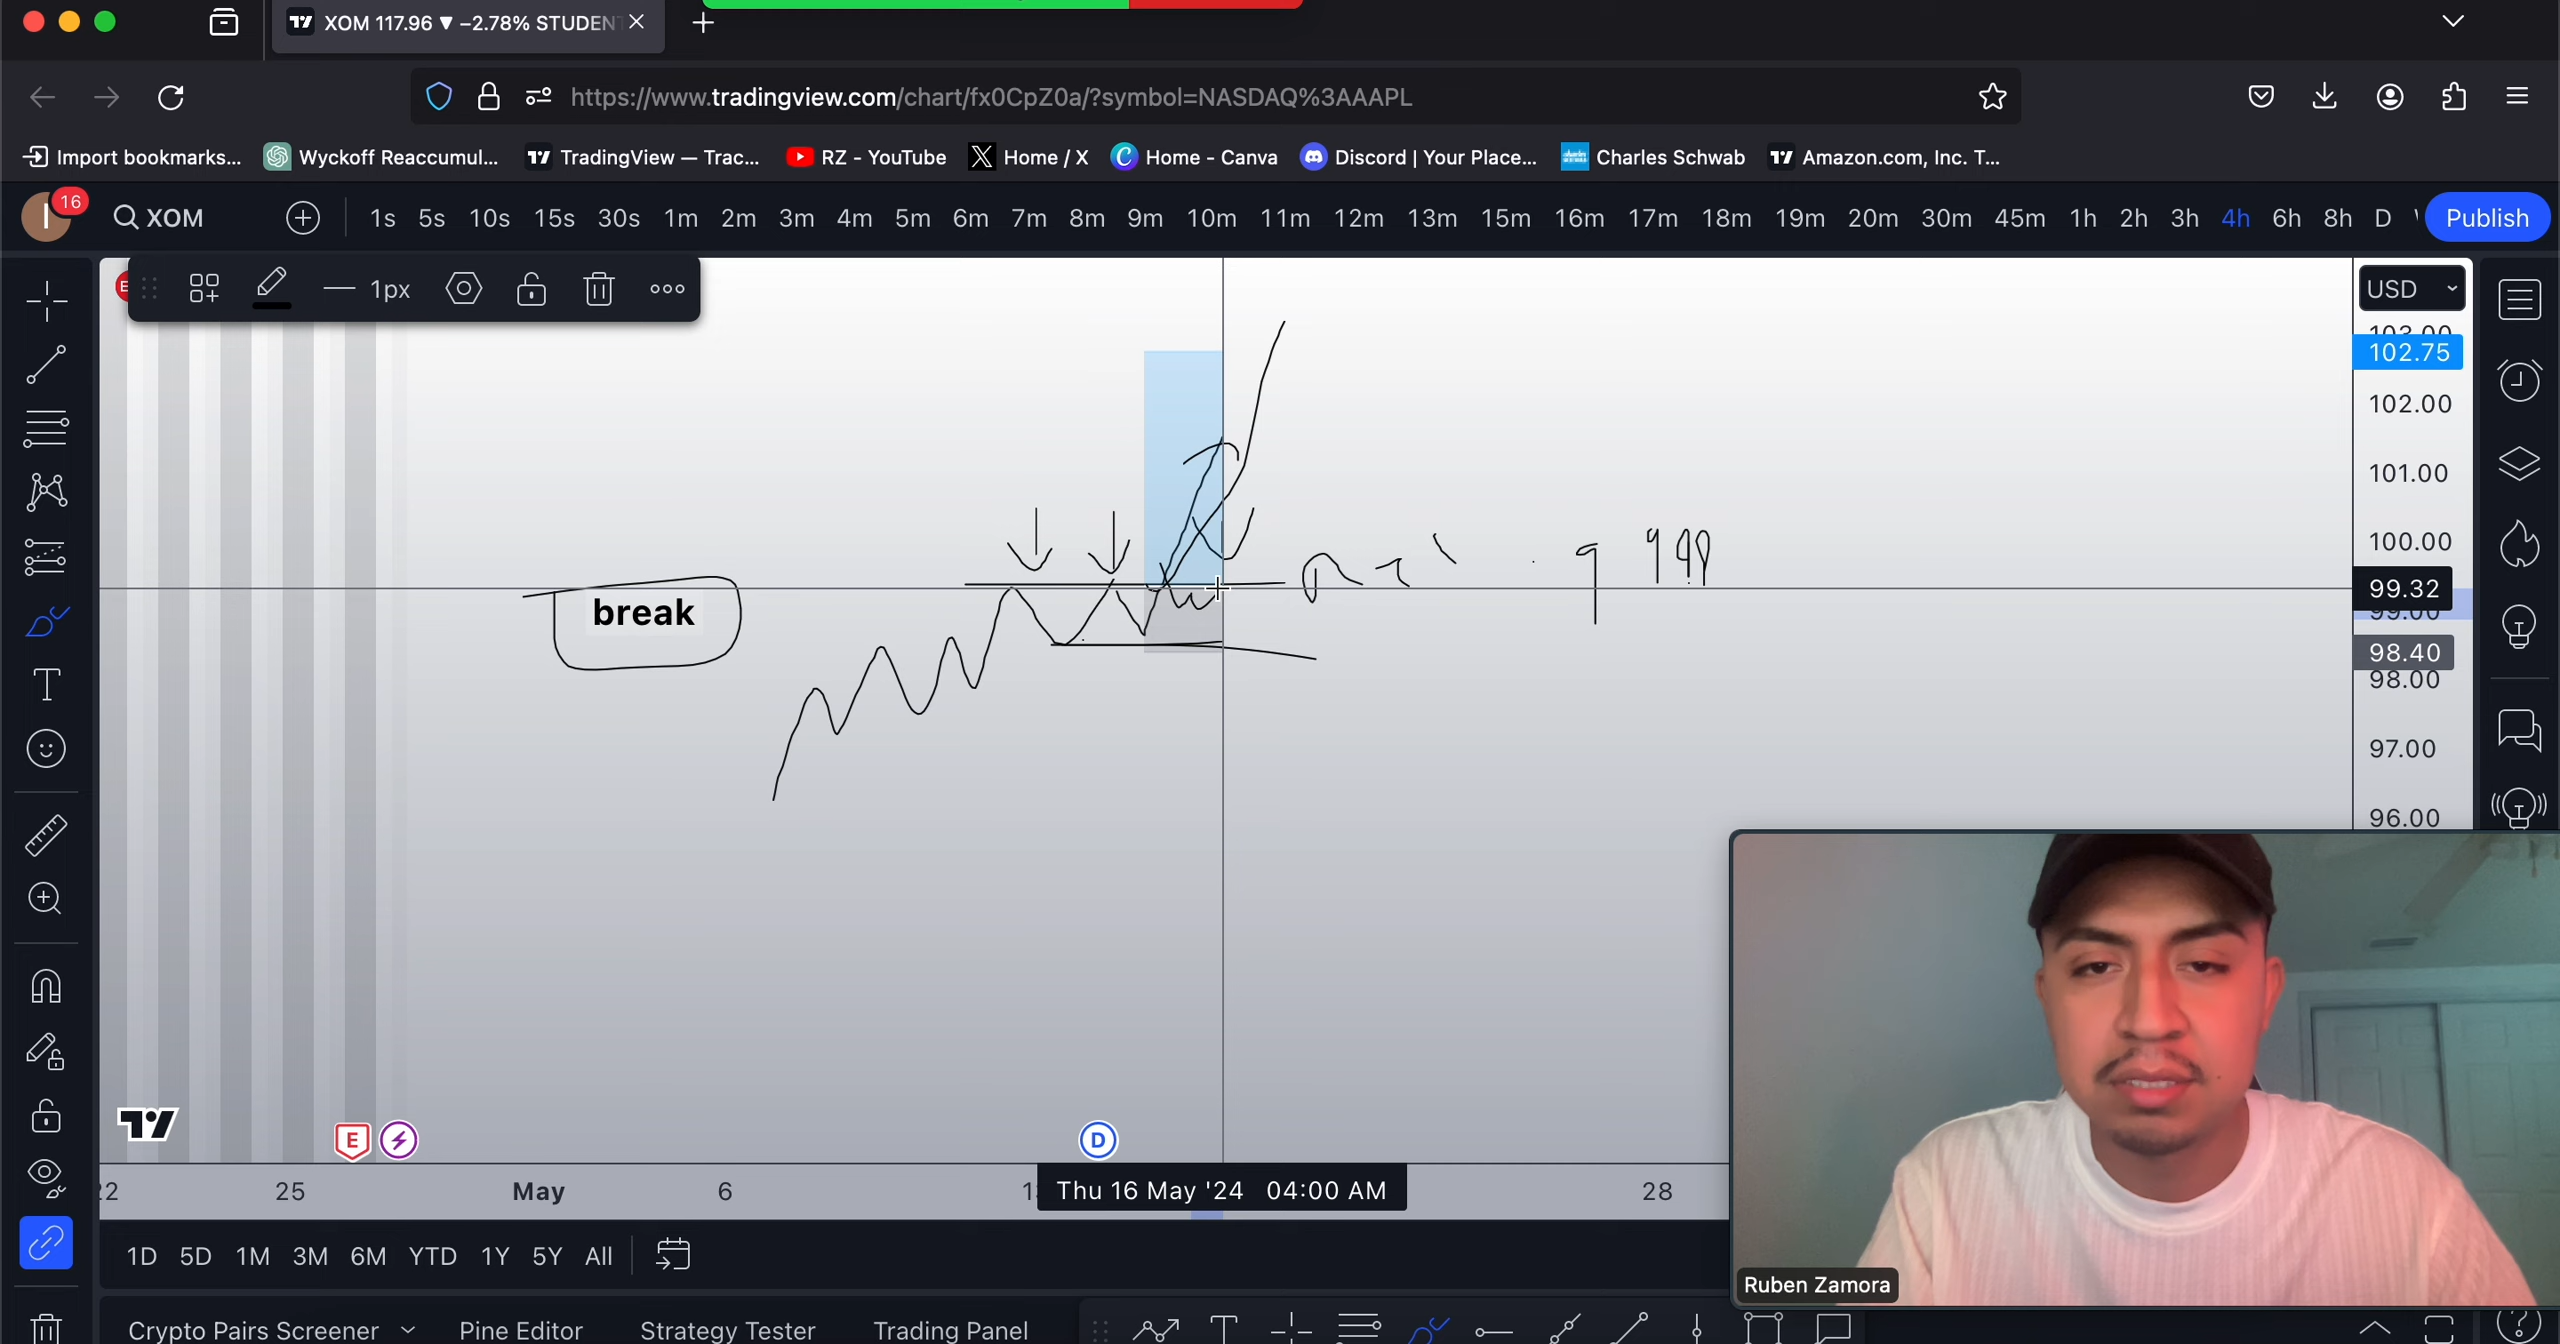 XOM 117.96 ▼ −2.78% STUDEN
https://www.tradingview.com/chart/fx0CpZ0a/?symbol=NASDAQ%3AAAPL
Import bookmarks... Wyckoff Reaccumul... TradingView — Trac... RZ - YouTube Home / X Home - Canva Discord | Your Place... Charles Schwab Amazon.com, Inc. T...
I 16 XOM 1s 5s 10s 15s 30s 1m 2m 3m 4m 5m 6m 7m 8m 9m 10m 11m 12m 13m 15m 16m 17m 18m 19m 20m 30m 45m 1h 2h 3h 4h 6h 8h D Publish
E 1px USD
103.00
102.75
102.00
101.00
100.00
99.32
99.00
break
98.40
98.00
97.00
96.00
E D
22 25 May 6 Thu 16 May '24 04:00 AM 28
1D 5D 1M 3M 6M YTD 1Y 5Y All
Ruben Zamora
Crypto Pairs Screener Pine Editor Strategy Tester Trading Panel